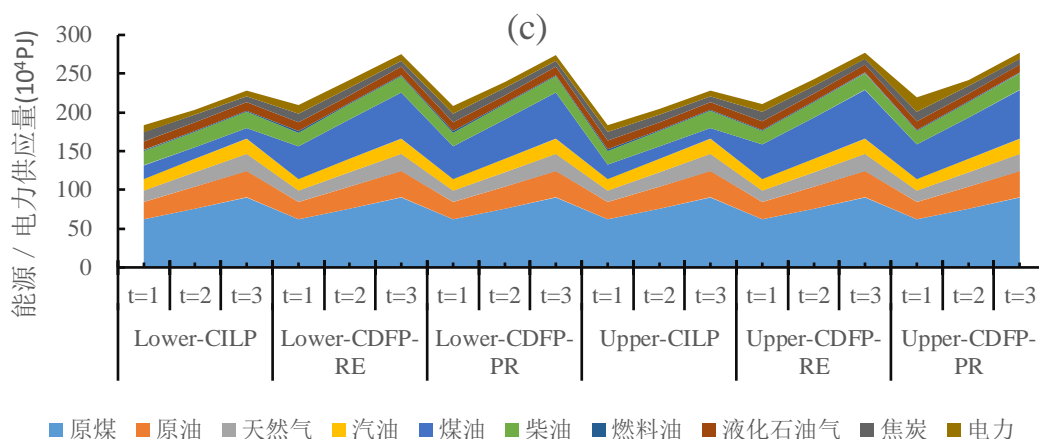 (c)
能源 / 电力供应量(10⁴PJ)
300
250
200
150
100
50
0
t=1 t=2 t=3 t=1 t=2 t=3 t=1 t=2 t=3 t=1 t=2 t=3 t=1 t=2 t=3 t=1 t=2 t=3
Lower-CILP Lower-CDFP-RE Lower-CDFP-PR Upper-CILP Upper-CDFP-RE Upper-CDFP-PR
原煤 原油 天然气 汽油 煤油 柴油 燃料油 液化石油气 焦炭 电力